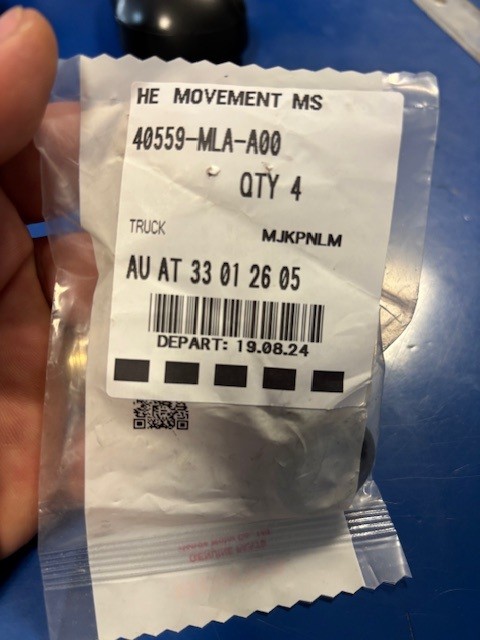 HE MOVEMENT MS
40559-MLA-A00
QTY 4
TRUCK MJKPNLM
AU AT 33 01 26 05
DEPART: 19.08.24